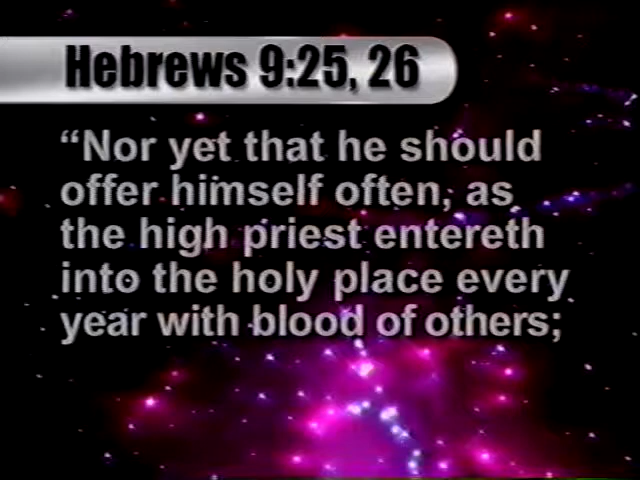 Hebrews 9:25, 26
“Nor yet that he should
offer himself often, as
the high priest entereth
into the holy place every
year with blood of others;